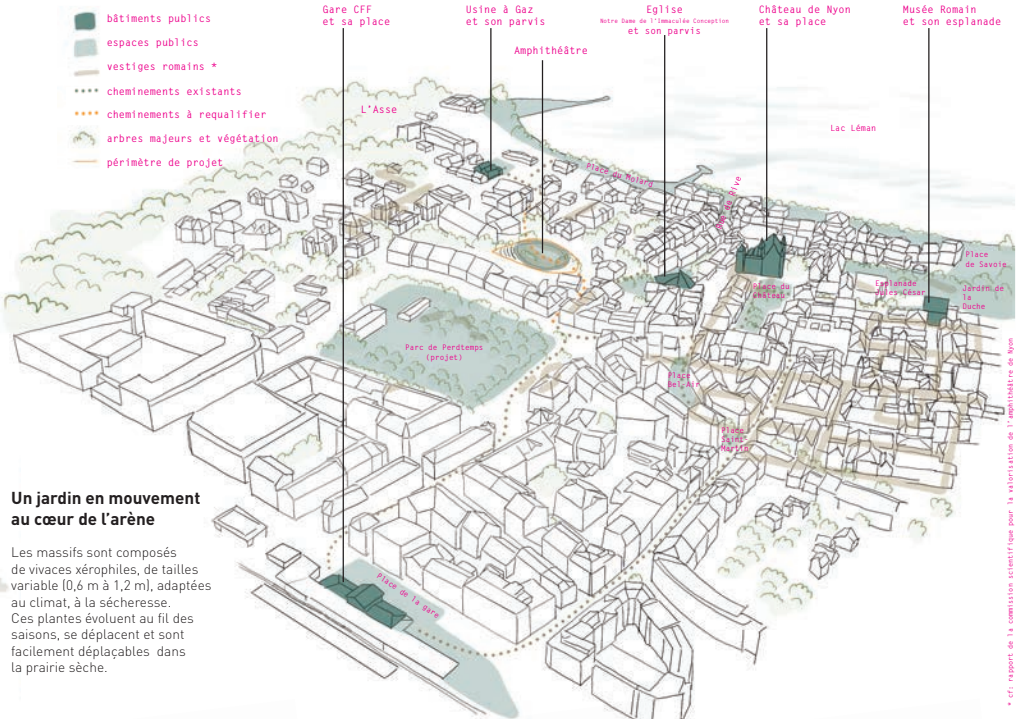 bâtiments publics
espaces publics
vestiges romains *
cheminements existants
cheminements à requalifier
arbres majeurs et végétation
périmètre de projet
Gare CFF
et sa place
Usine à Gaz
et son parvis
Amphithéâtre
Eglise
Notre Dame de l'Immaculée Conception
et son parvis
Château de Nyon
et sa place
Musée Romain
et son esplanade
L'Asse
Lac Léman
Place du Molard
Rue de Rive
Place
de Savoie
Place du
Château
Esplanade
Jules César
Jardin de
la
Duche
Parc de Perdtemps
(projet)
Place
Bel-Air
Place
Saint-
Martin
Place de la gare
Un jardin en mouvement
au cœur de l'arène
Les massifs sont composés
de vivaces xérophiles, de tailles
variable (0,6 m à 1,2 m), adaptées
au climat, à la sécheresse.
Ces plantes évoluent au fil des
saisons, se déplacent et sont
facilement déplaçables dans
la prairie sèche.
* cf: rapport de la commission scientifique pour la valorisation de l'amphithéâtre de Nyon